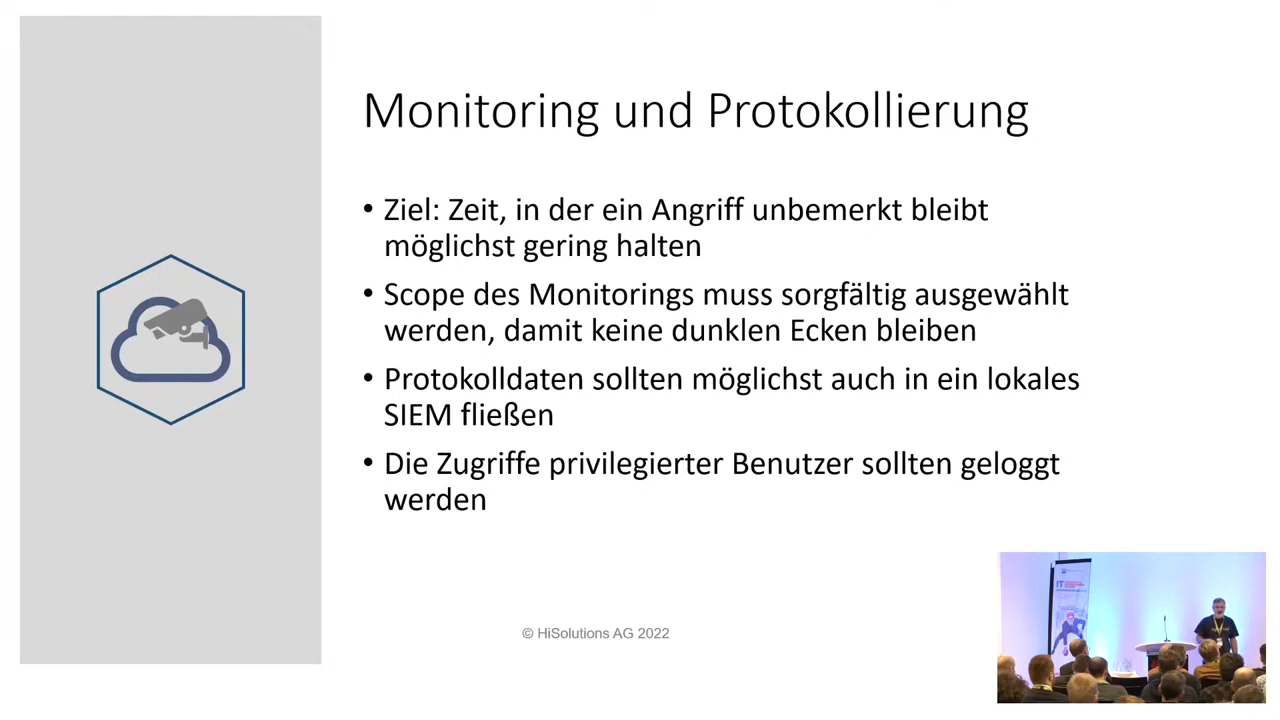 Monitoring und Protokollierung
• Ziel: Zeit, in der ein Angriff unbemerkt bleibt
möglichst gering halten
• Scope des Monitorings muss sorgfältig ausgewählt
werden, damit keine dunklen Ecken bleiben
• Protokolldaten sollten möglichst auch in ein lokales
SIEM fließen
• Die Zugriffe privilegierter Benutzer sollten geloggt
werden
© HiSolutions AG 2022
IT